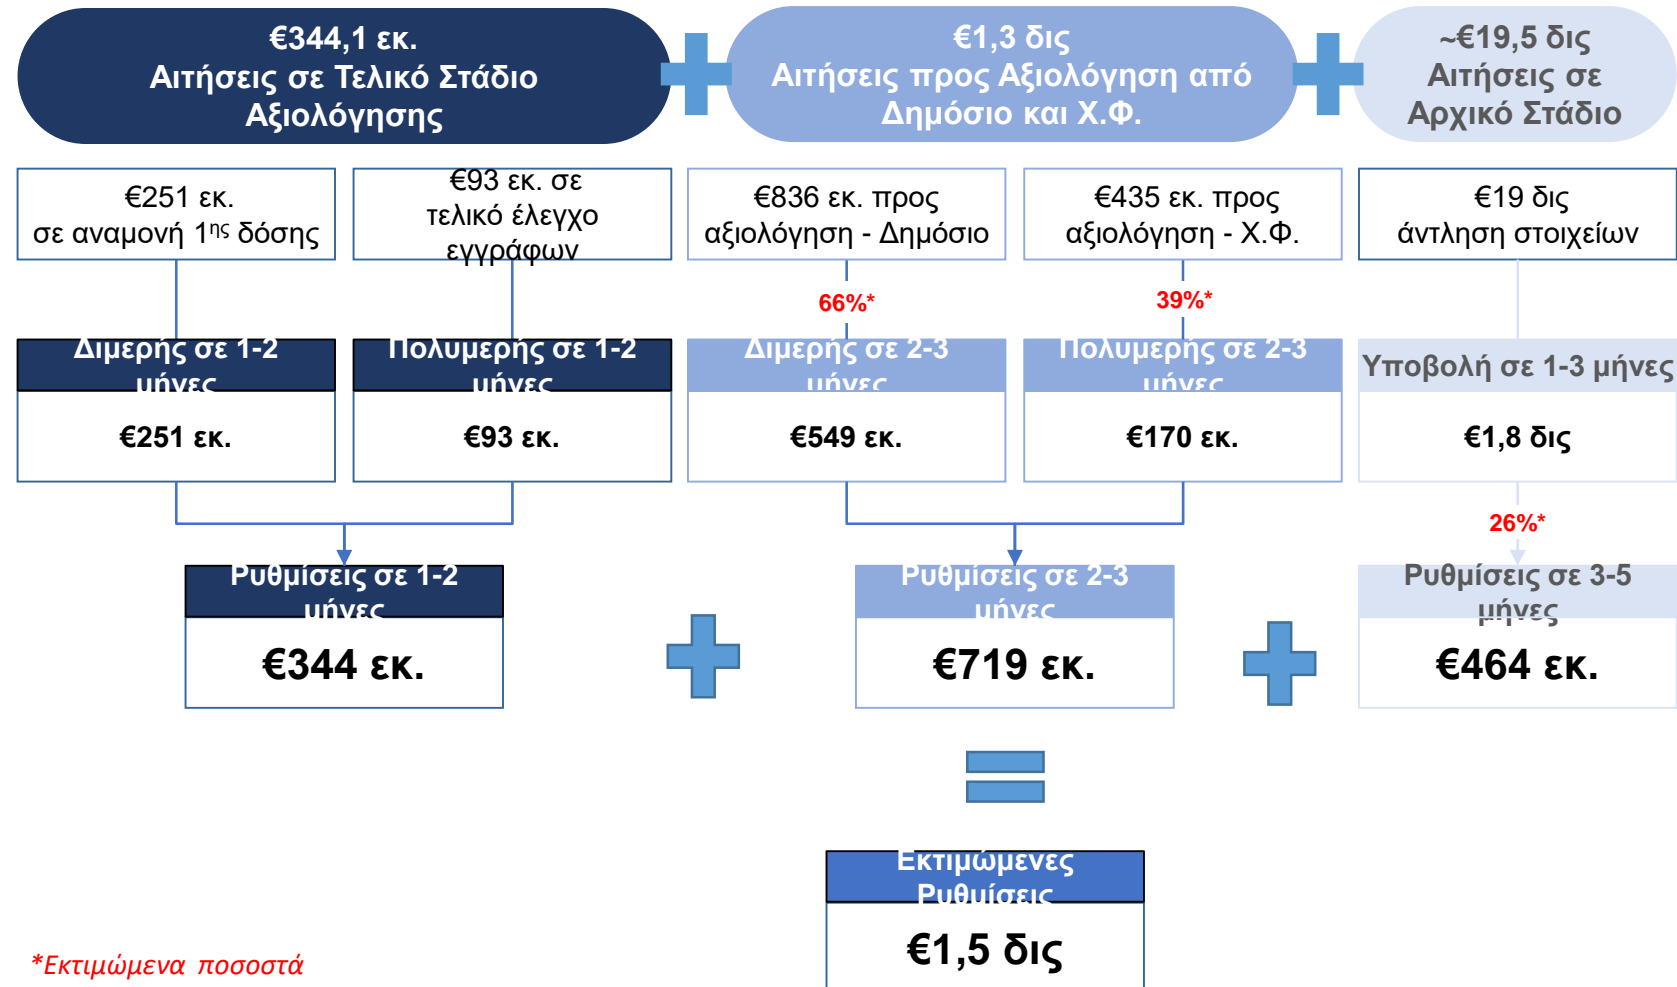 €344,1 εκ.
Αιτήσεις σε Τελικό Στάδιο
Αξιολόγησης
€1,3 δις
Αιτήσεις προς Αξιολόγηση από
Δημόσιο και Χ.Φ.
~€19,5 δις
Αιτήσεις σε
Αρχικό Στάδιο
€251 εκ.
σε αναμονή 1ης δόσης
€93 εκ. σε
τελικό έλεγχο
εγγράφων
€836 εκ. προς
αξιολόγηση - Δημόσιο
€435 εκ. προς
αξιολόγηση - Χ.Φ.
€19 δις
άντληση στοιχείων
66%*
39%*
Διμερής σε 1-2
μήνες
€251 εκ.
Πολυμερής σε 1-2
μήνες
€93 εκ.
Διμερής σε 2-3
μήνες
€549 εκ.
Πολυμερής σε 2-3
μήνες
€170 εκ.
Υποβολή σε 1-3 μήνες
€1,8 δις
26%*
Ρυθμίσεις σε 1-2
μήνες
€344 εκ.
Ρυθμίσεις σε 2-3
μήνες
€719 εκ.
Ρυθμίσεις σε 3-5
μήνες
€464 εκ.
Εκτιμώμενες
Ρυθμίσεις
€1,5 δις
*Εκτιμώμενα ποσοστά